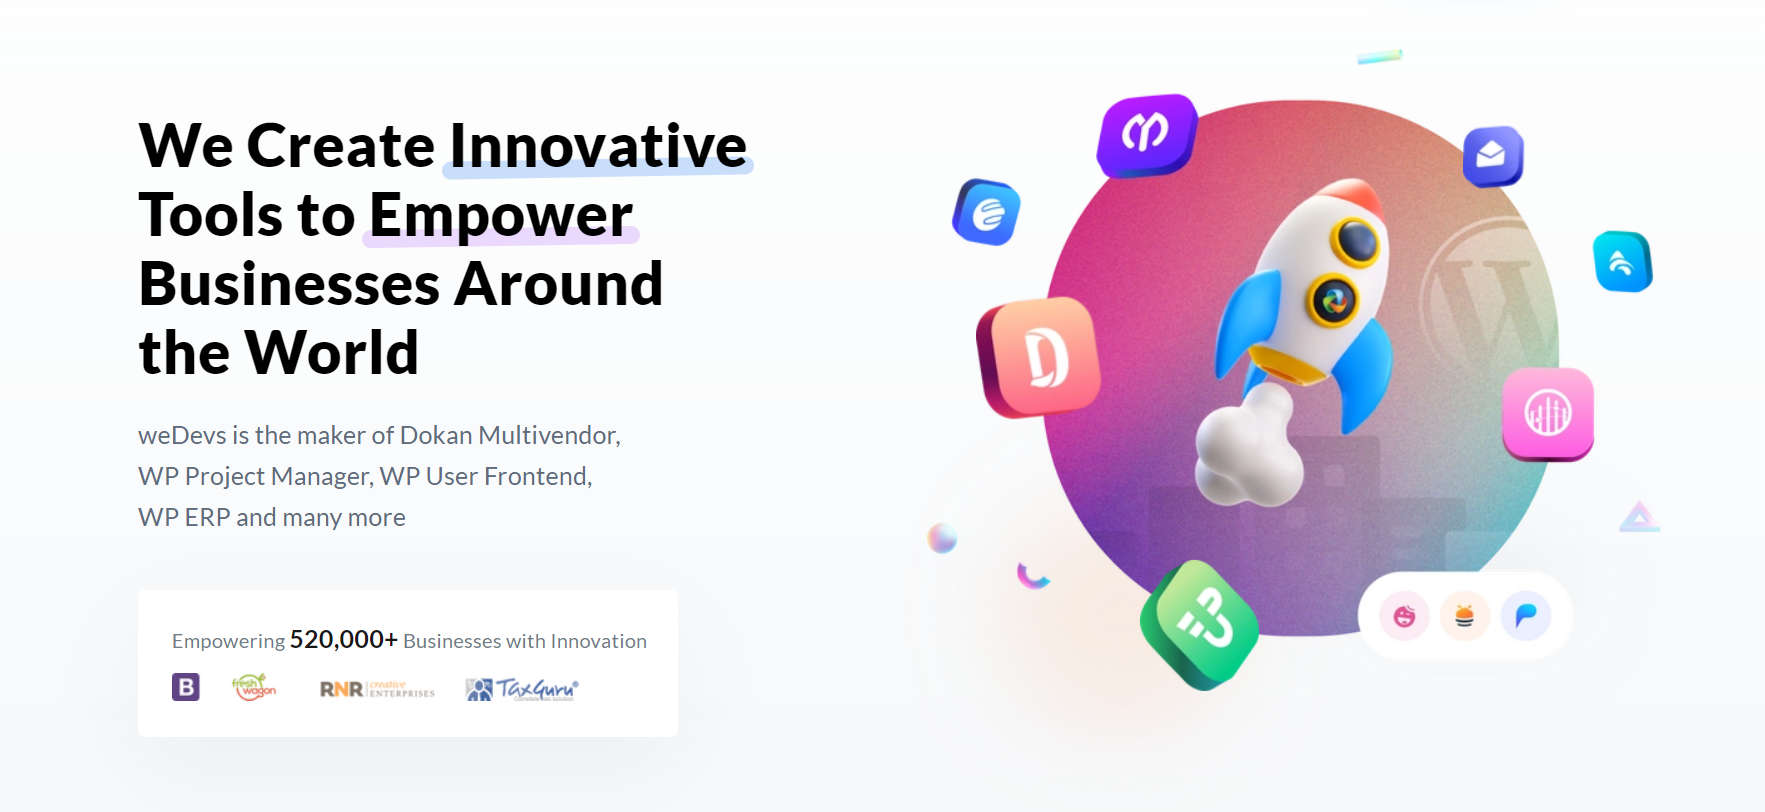 We Create Innovative
Tools to Empower
Businesses Around
the World
weDevs is the maker of Dokan Multivendor,
WP Project Manager, WP User Frontend,
WP ERP and many more
Empowering 520,000+ Businesses with Innovation
B
fresh
wagon
RNR creative
ENTERPRISES
TaxGuru®
W
D